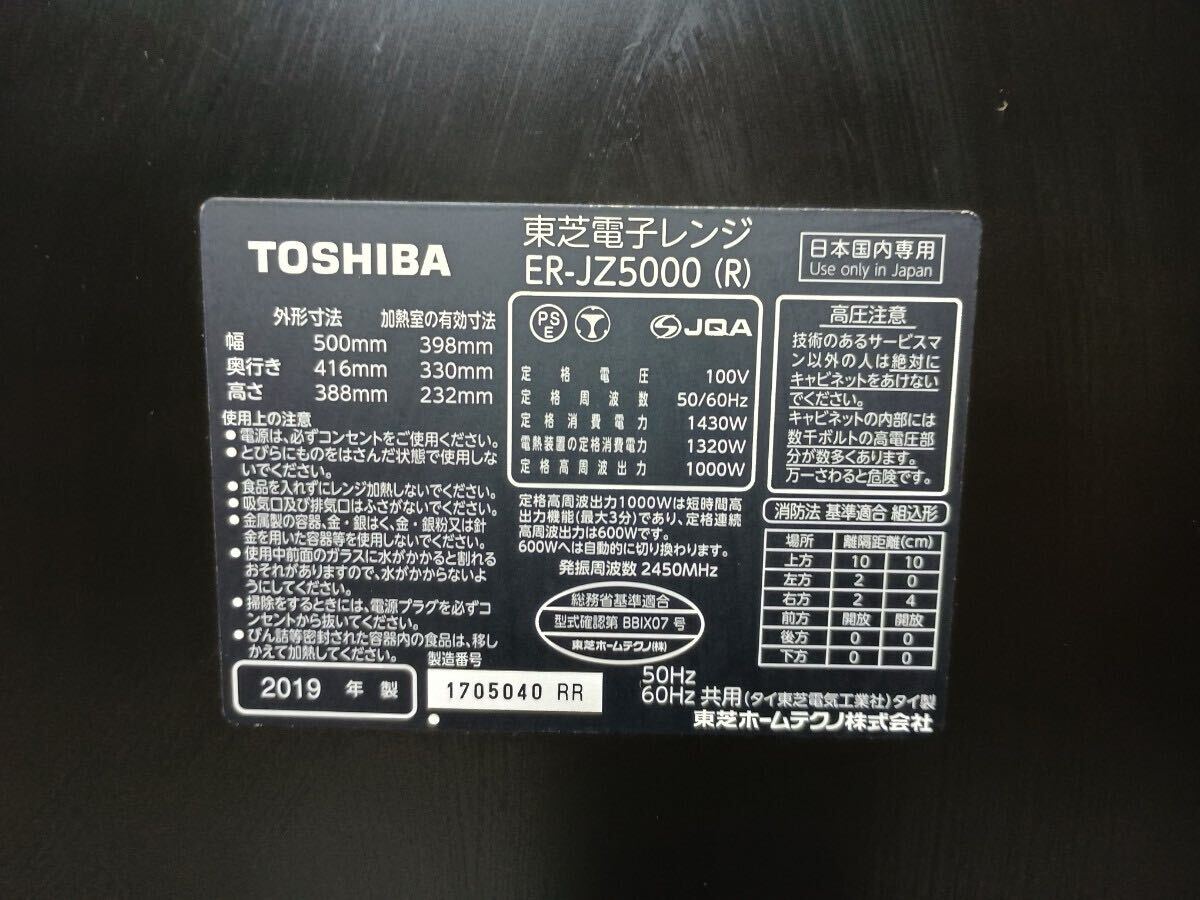 TOSHIBA
東芝電子レンジ
ER-JZ5000 (R)
日本国内専用
Use only in Japan
外形寸法 加熱室の有効寸法
幅 500mm 398mm
奥行き 416mm 330mm
高さ 388mm 232mm
使用上の注意
●電源は、必ずコンセントをご使用ください。
●とびらにものをはさんだ状態で使用しな
いでください。
●食品を入れずにレンジ加熱しないでください。
●吸気口及び排気口はふさがないでください。
●金属製の容器、金・銀はく、金・銀粉又は針
金を用いた容器等を使用しないでください。
●使用中前面のガラスに水がかかると割れる
おそれがありますので、水がかからないよ
うにしてください。
●掃除をするときには、電源プラグを必ずコ
ンセントから抜いてください。
●びん詰等密封された容器内の食品は、移し
かえて加熱してください。
2019 年 製
製造番号
1705040 RR
PS
E
JQA
定格電圧 100V
定格周波数 50/60Hz
定格消費電力 1430W
電熱装置の定格消費電力 1320W
定格高周波出力 1000W
定格高周波出力1000Wは短時間高
出力機能(最大3分)であり、定格連続
高周波出力は600Wです。
600Wへは自動的に切り換わります。
発振周波数 2450MHz
総務省基準適合
型式確認第 BBIX07 号
東芝ホームテクノ(株)
高圧注意
技術のあるサービスマ
ン以外の人は絶対に
キャビネットをあけない
でください。
キャビネットの内部には
数千ボルトの高電圧部
分が数多くあります。
万一さわると危険です。
消防法 基準適合 組込形
場所 離隔距離(cm)
上方 10 10
左方 2 0
右方 2 4
前方 開放 開放
後方 0 0
下方 0 0
50Hz
60Hz 共用(タイ東芝電気工業社)タイ製
東芝ホームテクノ株式会社